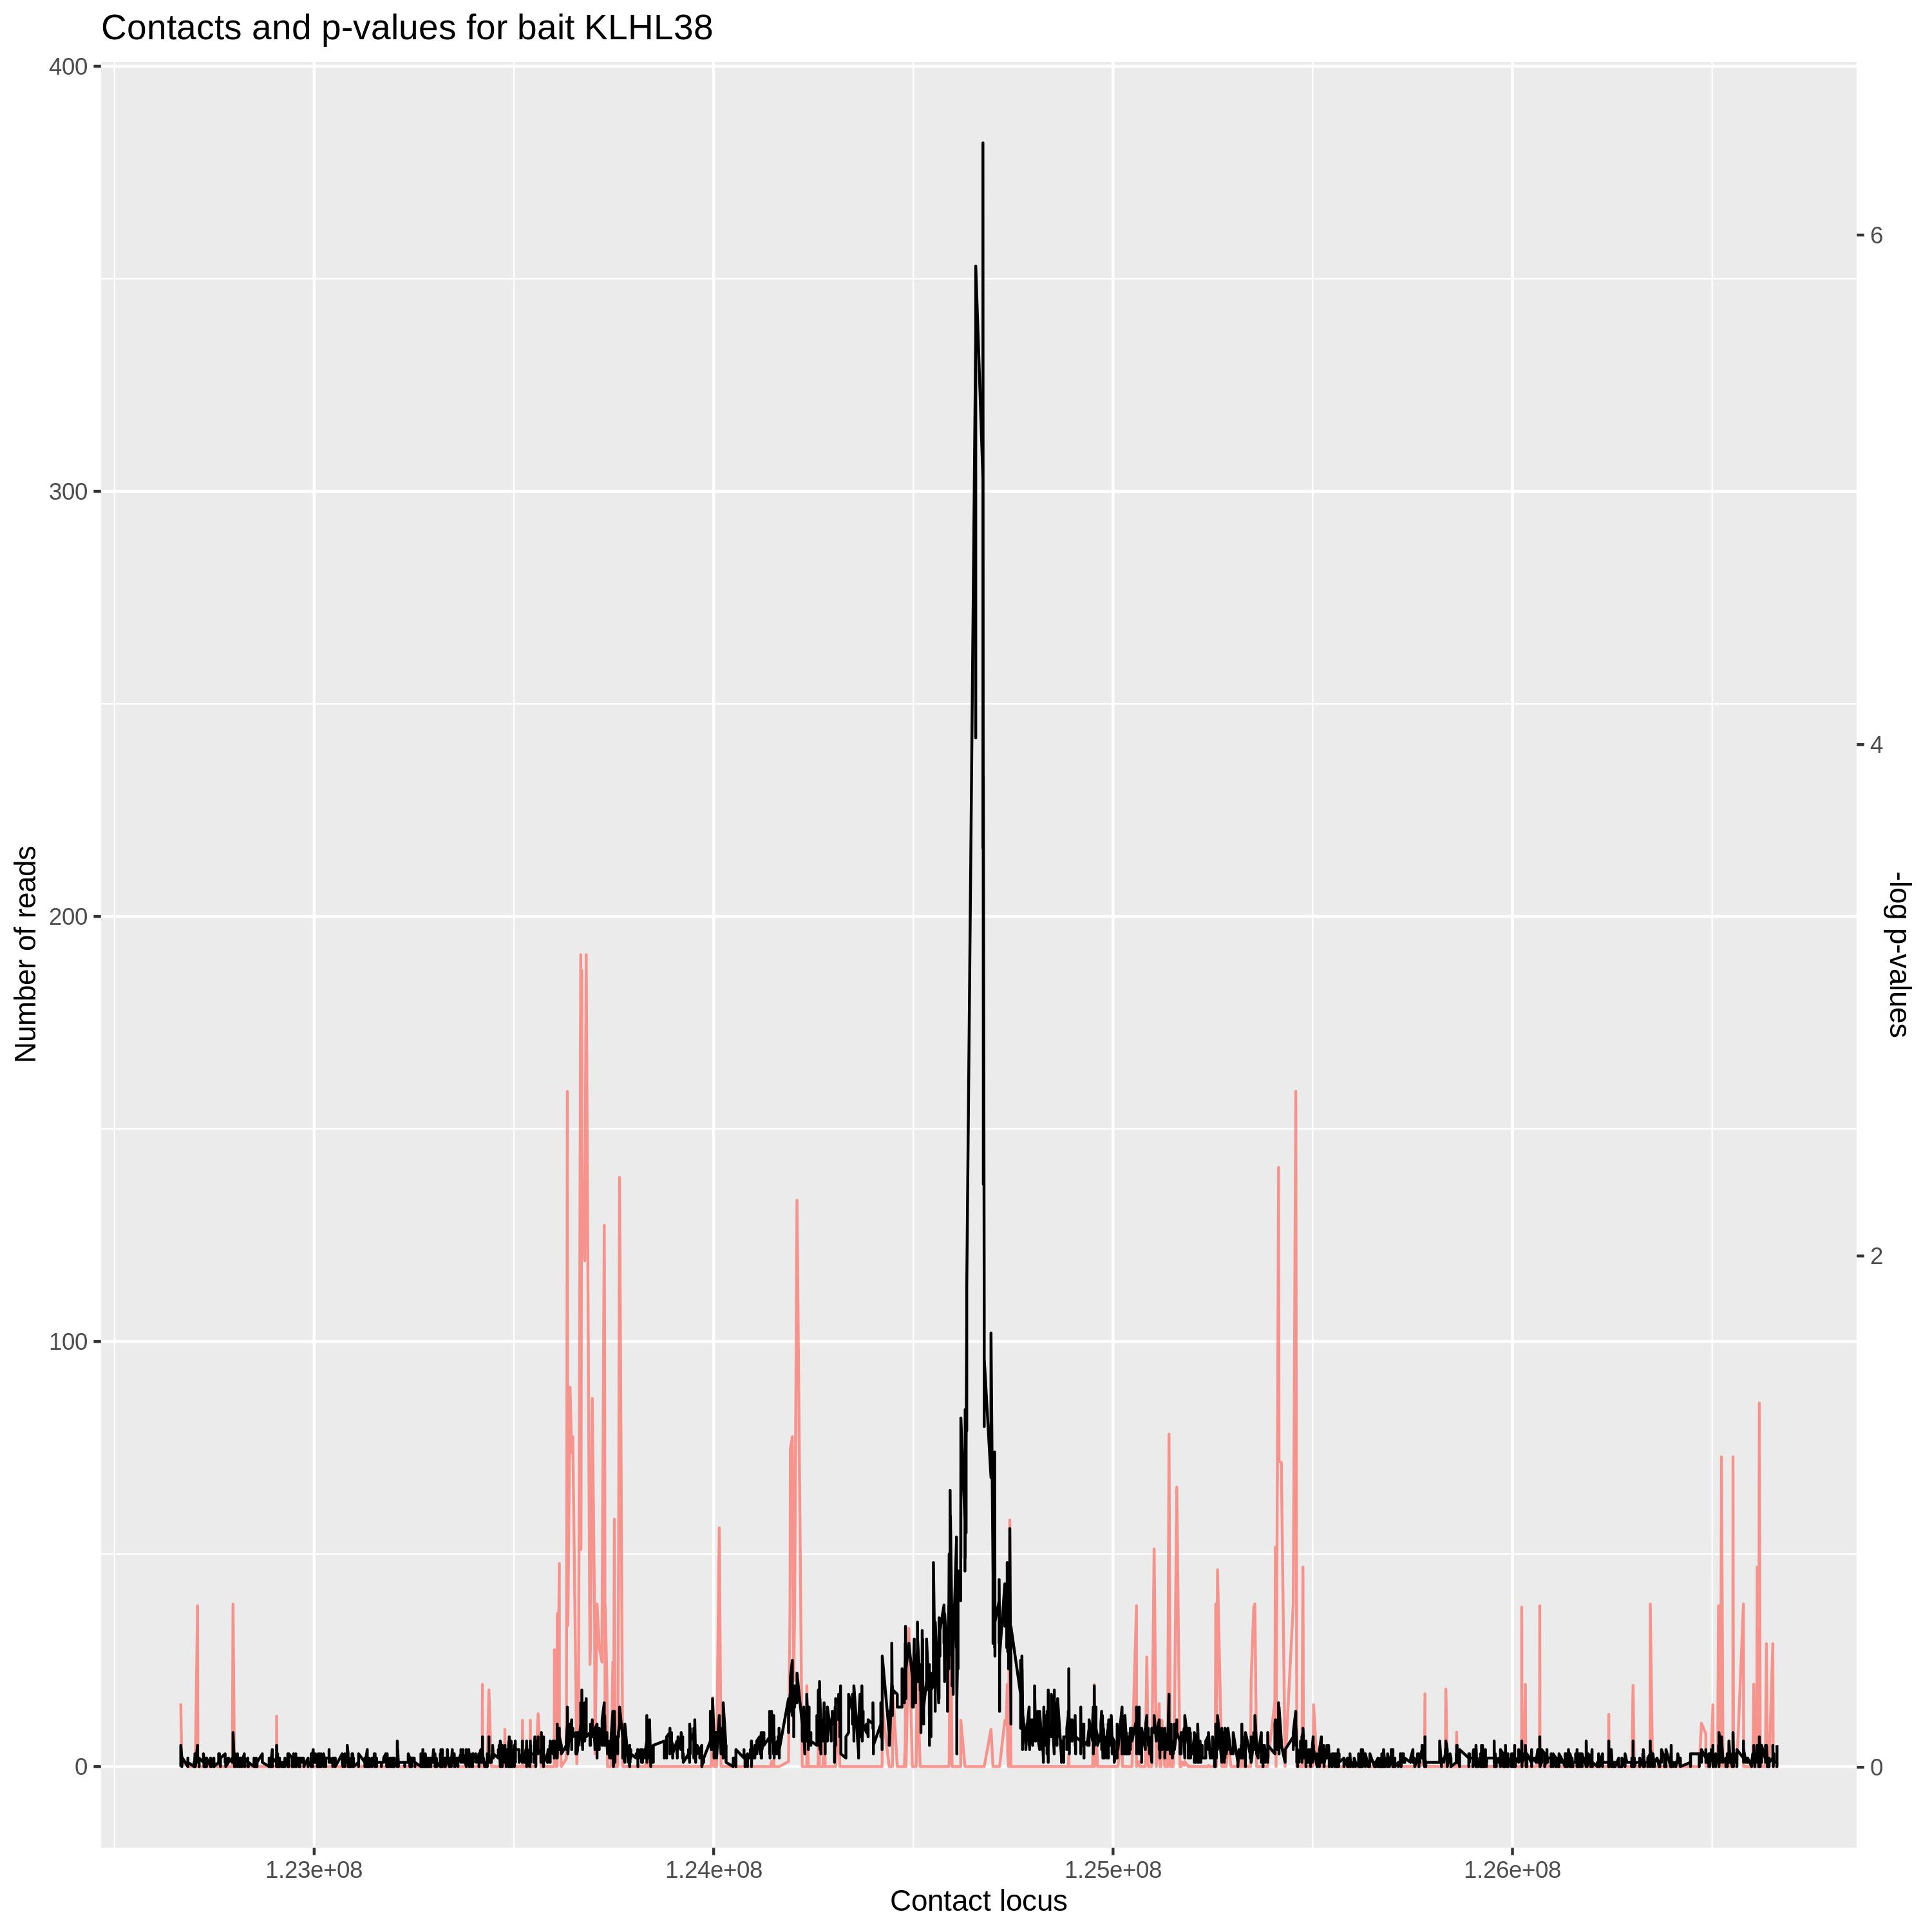 Contacts and p-values for bait KLHL38
400
300
200
100
0
6
4
2
0
Number of reads
-log p-values
1.23e+08
1.24e+08
1.25e+08
1.26e+08
Contact locus